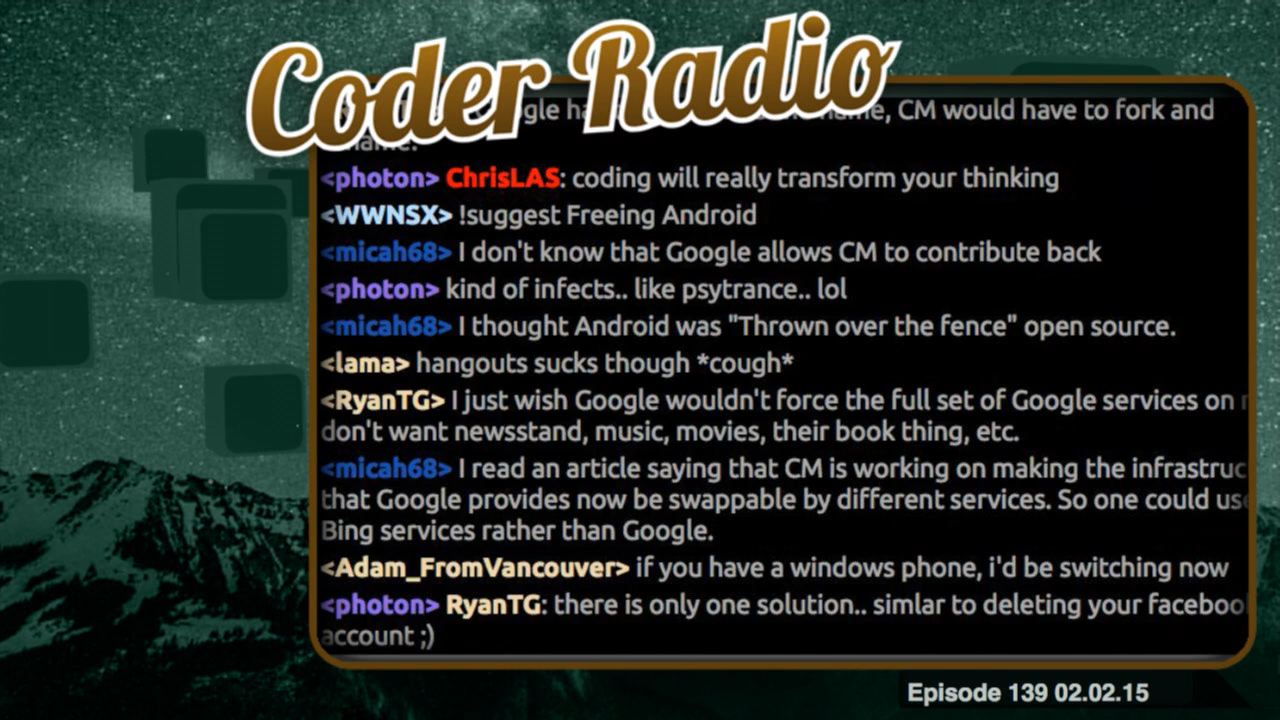 Coder Radio
gle ha
me, CM would have to fork and
<photon> ChrisLAS: coding will really transform your thinking
<WWNSX> !suggest Freeing Android
<micah68> I don't know that Google allows CM to contribute back
<photon> kind of infects.. like psytrance.. lol
<micah68> I thought Android was "Thrown over the fence" open source.
<lama> hangouts sucks though *cough*
<RyanTG> I just wish Google wouldn't force the full set of Google services on
don't want newsstand, music, movies, their book thing, etc.
<micah68> I read an article saying that CM is working on making the infrastruc
that Google provides now be swappable by different services. So one could us
Bing services rather than Google.
<Adam_FromVancouver> if you have a windows phone, i'd be switching now
<photon> RyanTG: there is only one solution.. simlar to deleting your faceboo
account ;)
Episode 139 02.02.15